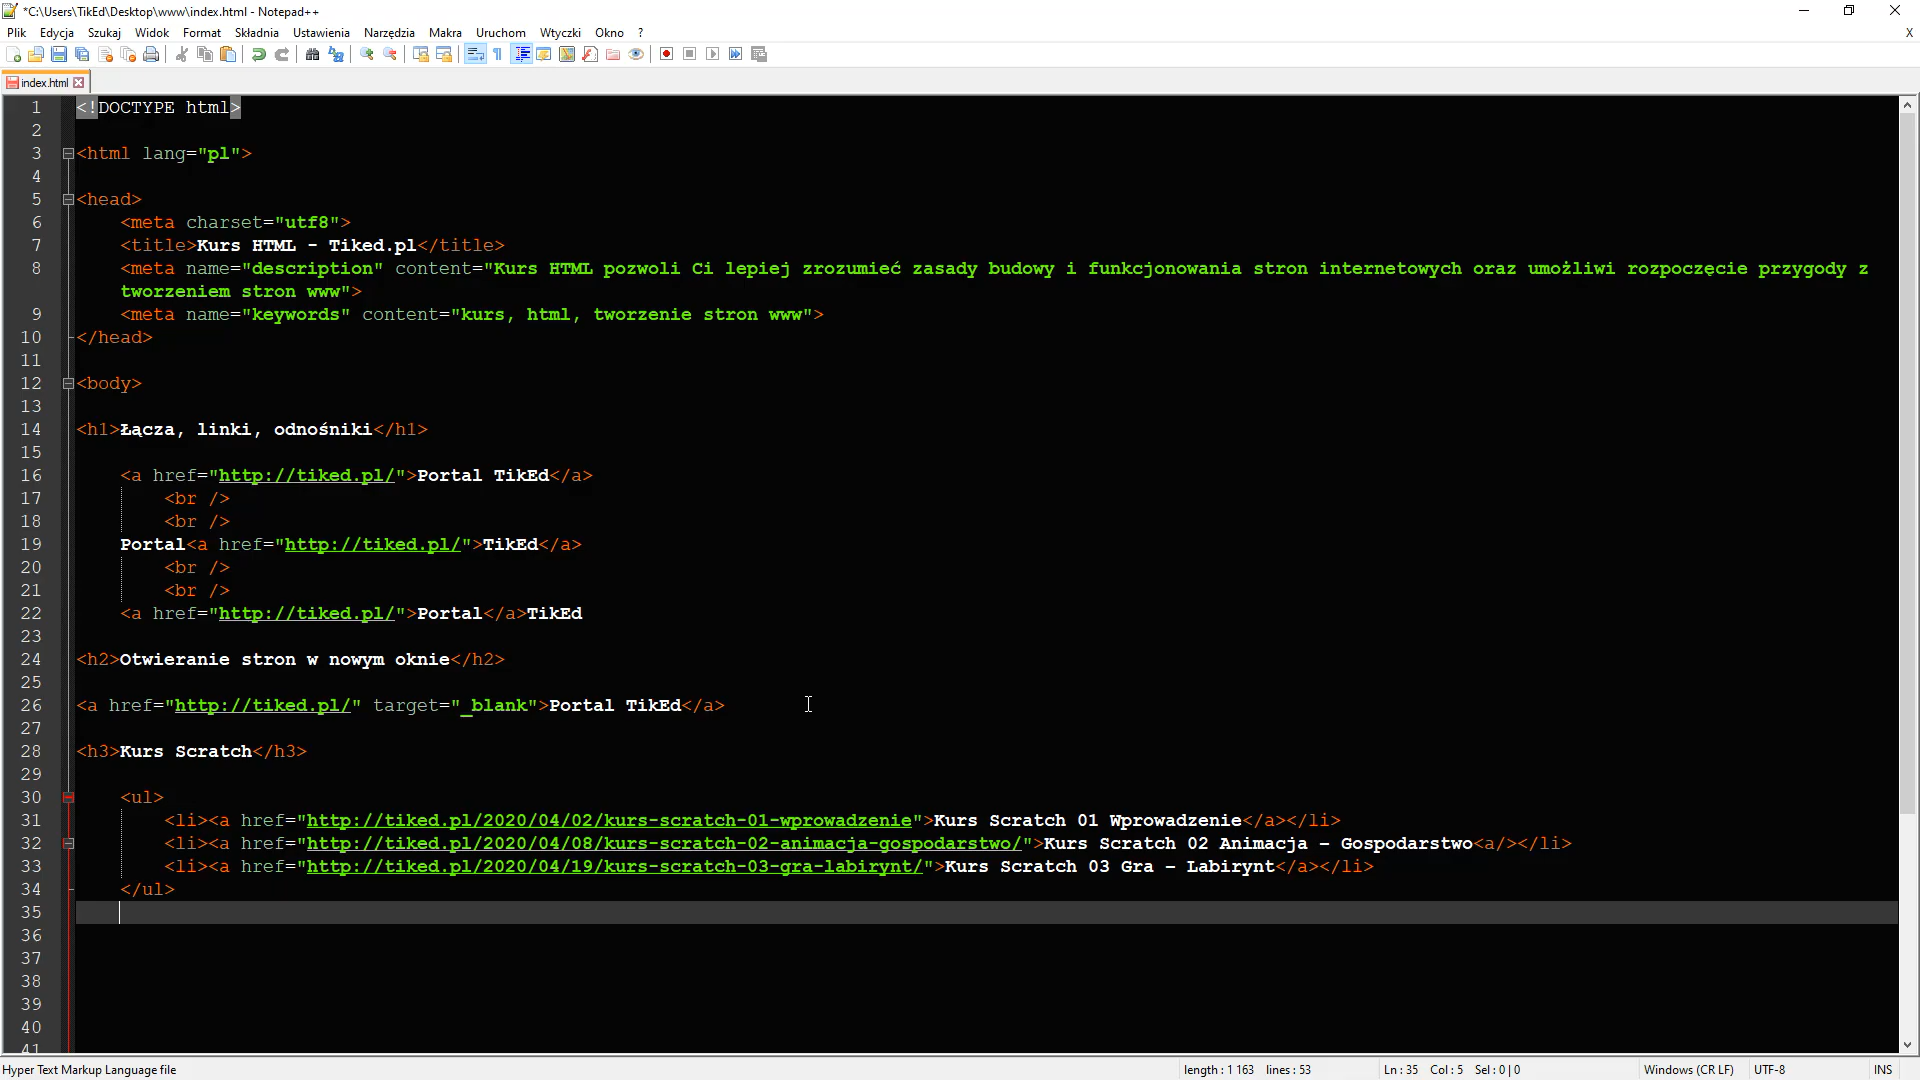 *C:\Users\TikEd\Desktop\www\index.html - Notepad++
Plik Edycja Szukaj Widok Format Składnia Ustawienia Narzędzia Makra Uruchom Wtyczki Okno ? X
index.html
1 <!DOCTYPE html>
2
3 <html lang="pl">
4
5 <head>
6 <meta charset="utf8">
7 <title>Kurs HTML - Tiked.pl</title>
8 <meta name="description" content="Kurs HTML pozwoli Ci lepiej zrozumieć zasady budowy i funkcjonowania stron internetowych oraz umożliwi rozpoczęcie przygody z
tworzeniem stron www">
9 <meta name="keywords" content="kurs, html, tworzenie stron www">
10 </head>
11
12 <body>
13
14 <h1>Łącza, linki, odnośniki</h1>
15
16 <a href="http://tiked.pl/">Portal TikEd</a>
17 <br />
18 <br />
19 Portal<a href="http://tiked.pl/">TikEd</a>
20 <br />
21 <br />
22 <a href="http://tiked.pl/">Portal</a>TikEd
23
24 <h2>Otwieranie stron w nowym oknie</h2>
25
26 <a href="http://tiked.pl/" target="_blank">Portal TikEd</a>
27
28 <h3>Kurs Scratch</h3>
29
30 <ul>
31 <li><a href="http://tiked.pl/2020/04/02/kurs-scratch-01-wprowadzenie">Kurs Scratch 01 Wprowadzenie</a></li>
32 <li><a href="http://tiked.pl/2020/04/08/kurs-scratch-02-animacja-gospodarstwo/">Kurs Scratch 02 Animacja – Gospodarstwo<a/></li>
33 <li><a href="http://tiked.pl/2020/04/19/kurs-scratch-03-gra-labirynt/">Kurs Scratch 03 Gra – Labirynt</a></li>
34 </ul>
35
36
37
38
39
40
41
Hyper Text Markup Language file length : 1 163 lines : 53 Ln : 35 Col : 5 Sel : 0 | 0 Windows (CR LF) UTF-8 INS